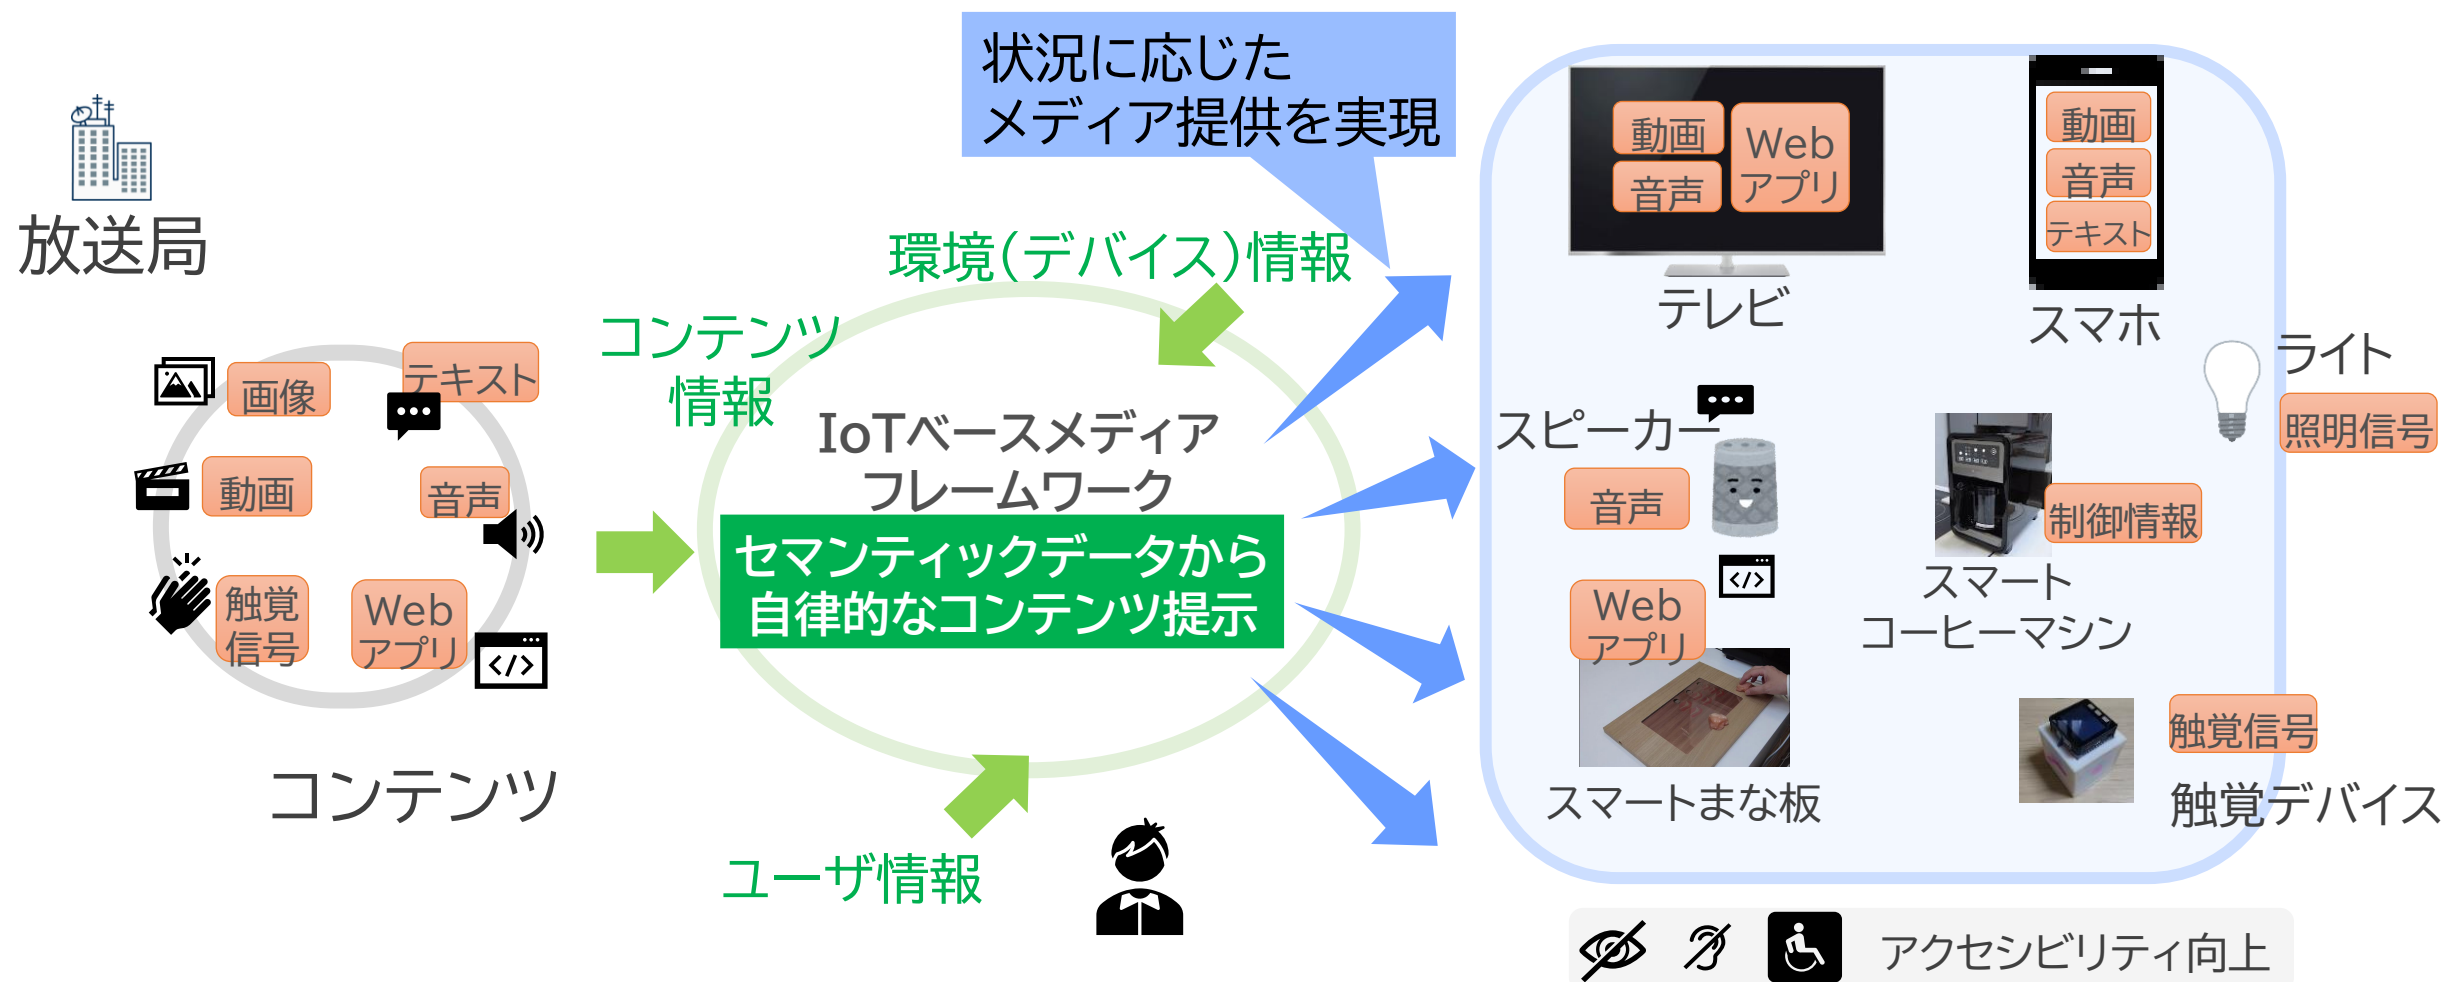 放送局
画像
テキスト
動画
音声
触覚
信号
Web
アプリ
コンテンツ
コンテンツ
情報
環境(デバイス)情報
ユーザ情報
IoTベースメディア
フレームワーク
セマンティックデータから
自律的なコンテンツ提示
状況に応じた
メディア提供を実現
動画
音声
Web
アプリ
テレビ
動画
音声
テキスト
スマホ
ライト
照明信号
スピーカー
音声
制御情報
スマート
コーヒーマシン
Web
アプリ
スマートまな板
触覚信号
触覚デバイス
アクセシビリティ向上